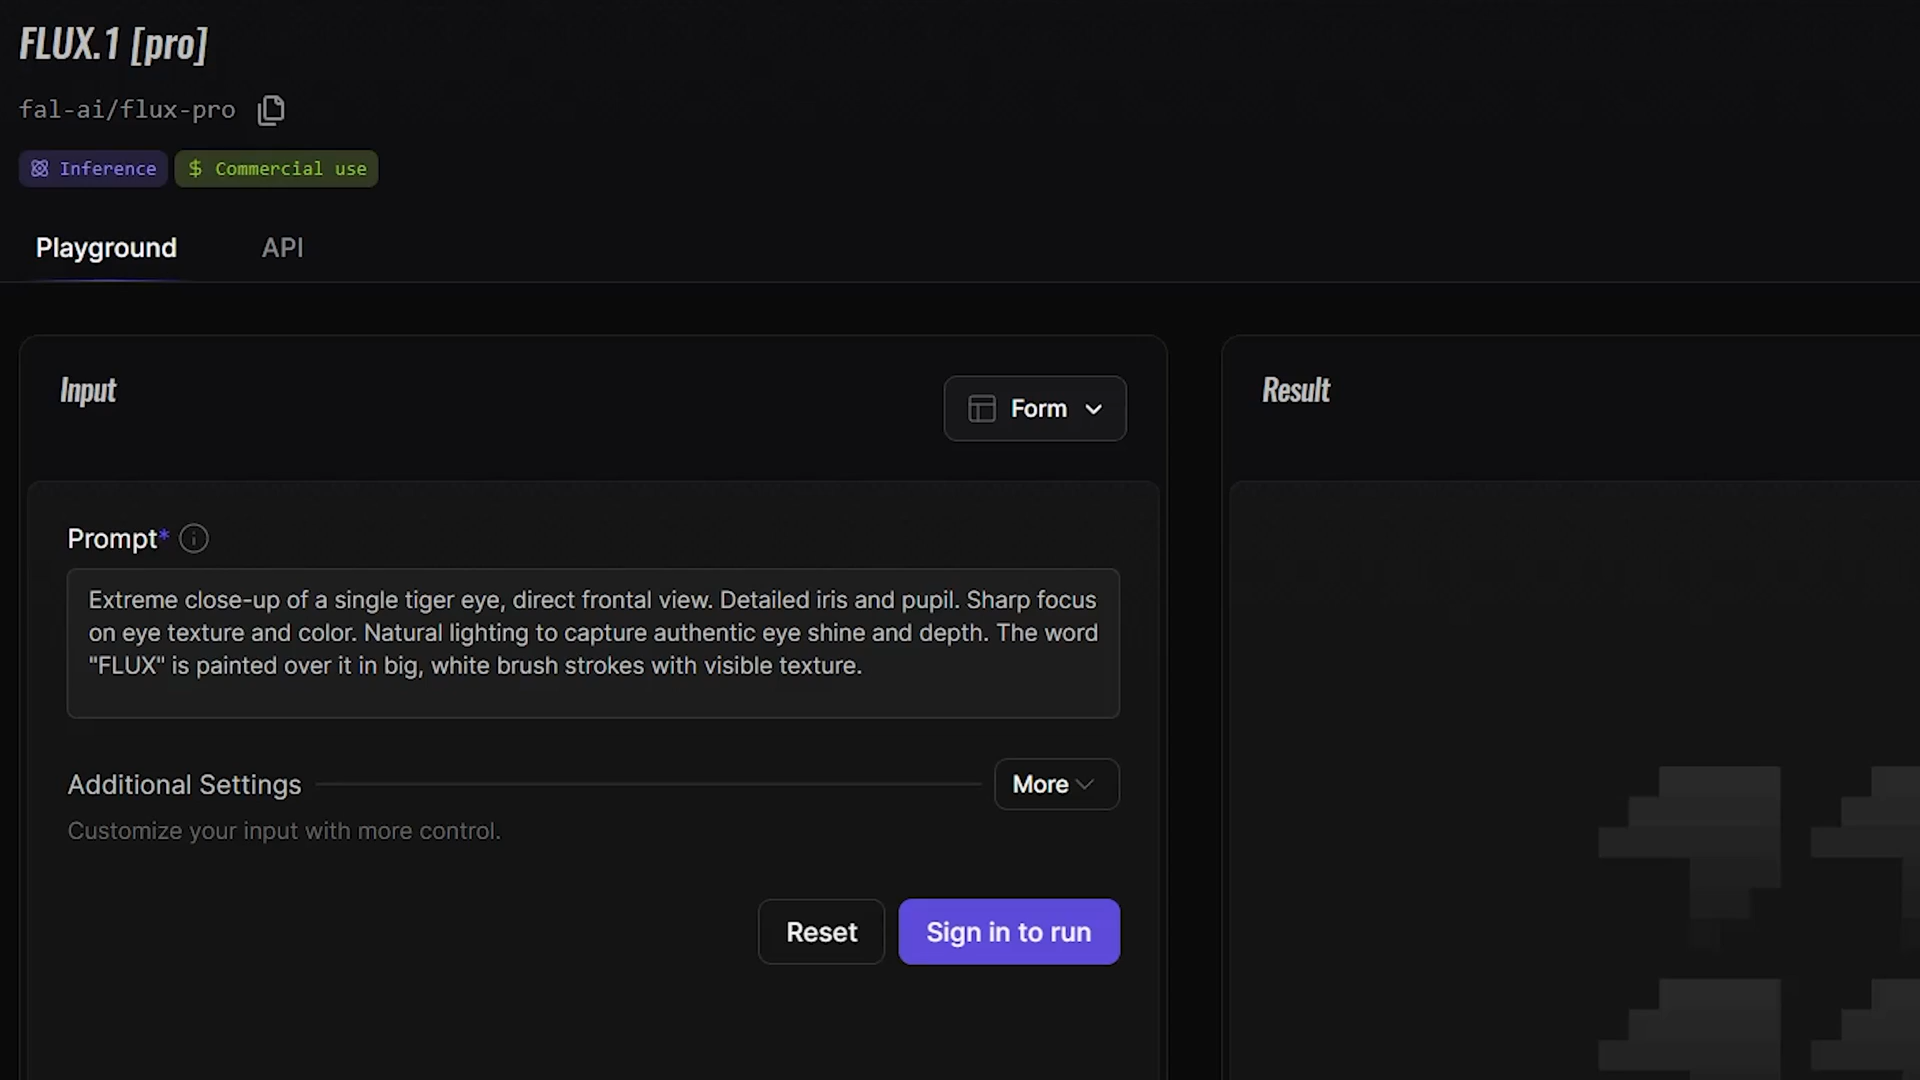 FLUX.1 [pro]
fal-ai/flux-pro
Inference
$ Commercial use
Playground
API
Input
Form
Result
Prompt*
Extreme close-up of a single tiger eye, direct frontal view. Detailed iris and pupil. Sharp focus
on eye texture and color. Natural lighting to capture authentic eye shine and depth. The word
"FLUX" is painted over it in big, white brush strokes with visible texture.
Additional Settings
More
Customize your input with more control.
Reset
Sign in to run